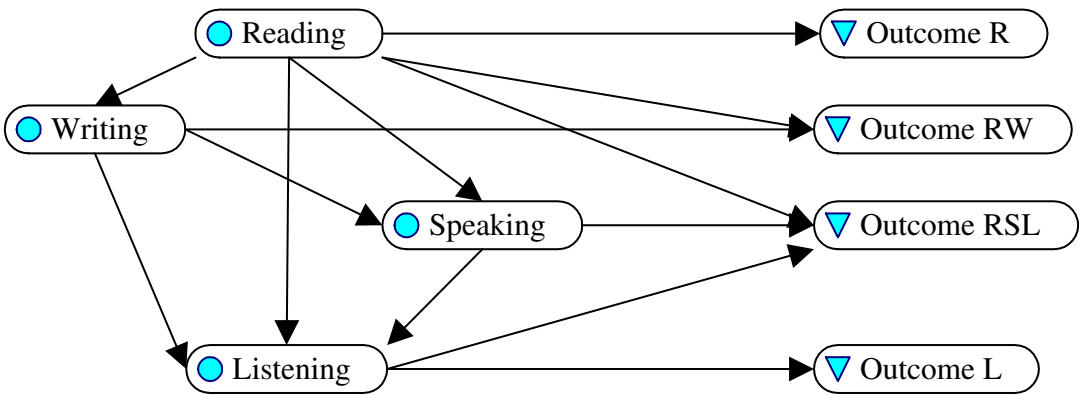 Reading
Outcome R
Writing
Outcome RW
Speaking
Outcome RSL
Listening
Outcome L